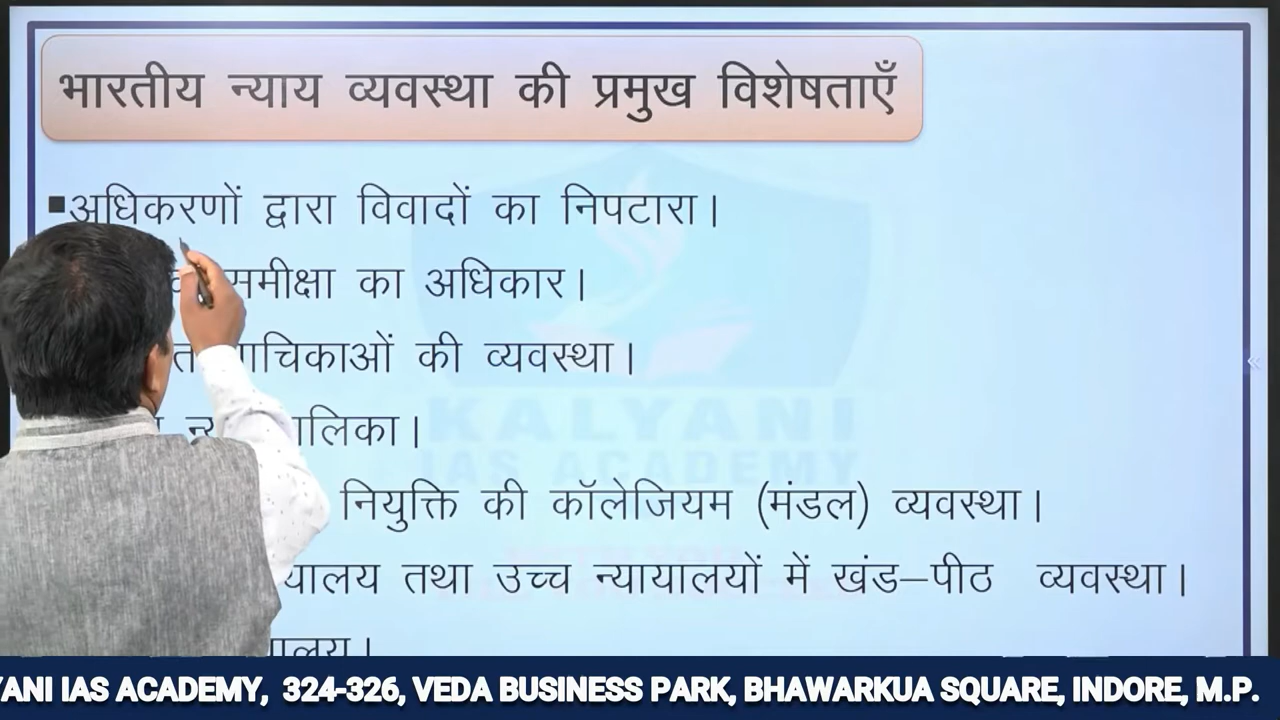 भारतीय न्याय व्यवस्था की प्रमुख विशेषताएँ
▪अधिकरणों द्वारा विवादों का निपटारा।
समीक्षा का अधिकार।
याचिकाओं की व्यवस्था।
नियुक्ति की कॉलेजियम (मंडल) व्यवस्था।
तथा उच्च न्यायालयों में खंड–पीठ व्यवस्था।
KALYANI
IAS ACADEMY
YANI IAS ACADEMY, 324-326, VEDA BUSINESS PARK, BHAWARKUA SQUARE, INDORE, M.P.